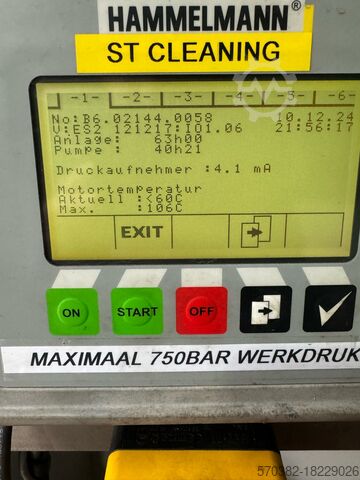 HAMMELMANN®
ST CLEANING
-1- -2- -3- -4- -5- -6-
No:B6.02144.0058 10.12.24
V:ES2 121217:IO1.06 21:56:17
Anlage: 63h00
Pumpe : 40h21
Druckaufnehmer :4.1 mA
Motortemperatur
Aktuell :<60C
Max. :106C
EXIT
ON START OFF
MAXIMAAL 750BAR WERKDRUK
570982-18229026